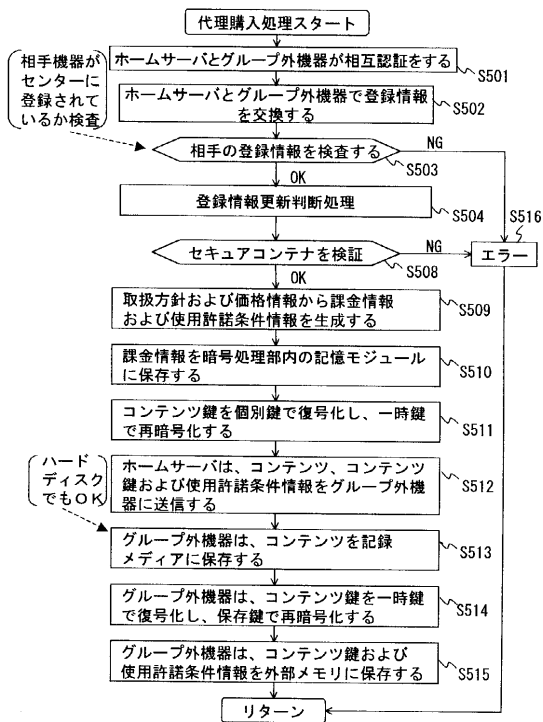 代理購入処理スタート
相手機器が
センターに
登録されて
いるか検査
ホームサーバとグループ外機器が相互認証をする
S501
ホームサーバとグループ外機器で登録情報
を交換する
S502
相手の登録情報を検査する
NG
S503
OK
登録情報更新判断処理
S504
S516
エラー
セキュアコンテナを検証
NG
S508
OK
取扱方針および価格情報から課金情報
および使用許諾条件情報を生成する
S509
課金情報を暗号処理部内の記憶モジュール
に保存する
S510
コンテンツ鍵を個別鍵で復号化し、一時鍵
で再暗号化する
S511
ハード
ディスク
でもOK
ホームサーバは、コンテンツ、コンテンツ
鍵および使用許諾条件情報をグループ外機
器に送信する
S512
グループ外機器は、コンテンツを記録
メディアに保存する
S513
グループ外機器は、コンテンツ鍵を一時鍵
で復号化し、保存鍵で再暗号化する
S514
グループ外機器は、コンテンツ鍵および
使用許諾条件情報を外部メモリに保存する
S515
リターン